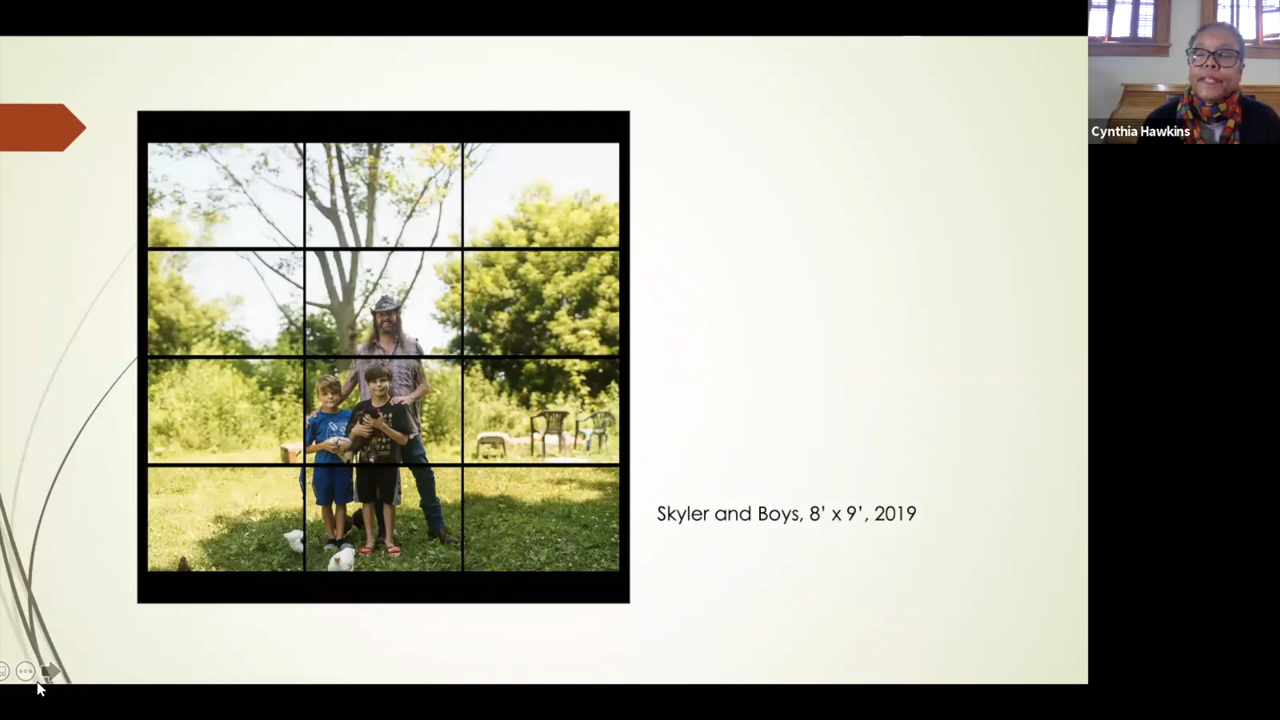 Cynthia Hawkins
Skyler and Boys, 8’ x 9’, 2019